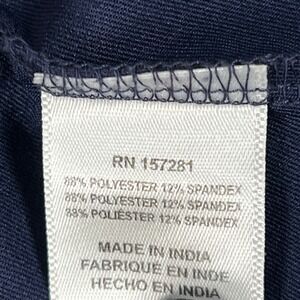 RN 157281
88% POLYESTER 12% SPANDEX
88% POLYESTER 12% SPANDEX
88% POLIÉSTER 12% SPANDEX
MADE IN INDIA
FABRIQUÉ EN INDE
HECHO EN INDIA